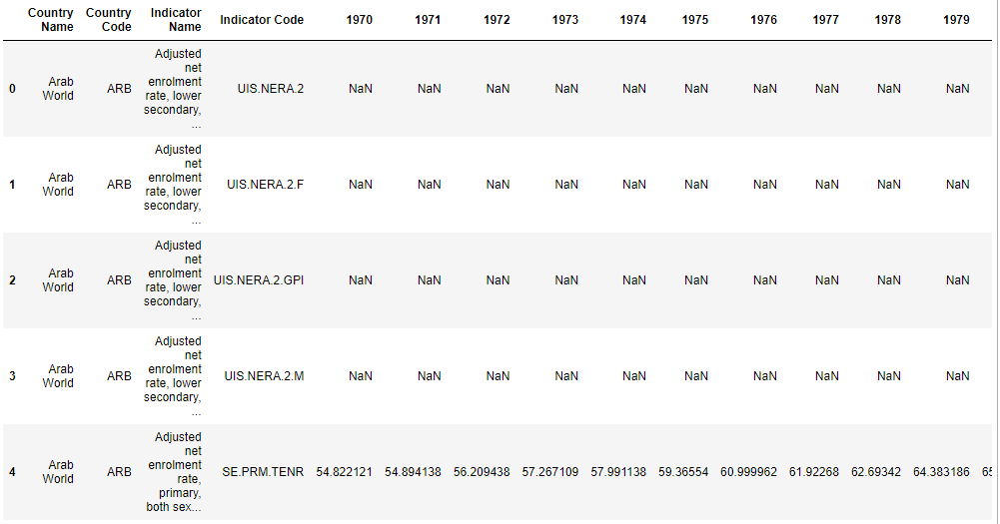 Country Name Country Code Indicator Name Indicator Code 1970 1971 1972 1973 1974 1975 1976 1977 1978 1979
0 Arab World ARB Adjusted net enrolment rate, lower secondary, ... UIS.NERA.2 NaN NaN NaN NaN NaN NaN NaN NaN NaN NaN
1 Arab World ARB Adjusted net enrolment rate, lower secondary, ... UIS.NERA.2.F NaN NaN NaN NaN NaN NaN NaN NaN NaN NaN
2 Arab World ARB Adjusted net enrolment rate, lower secondary, ... UIS.NERA.2.GPI NaN NaN NaN NaN NaN NaN NaN NaN NaN NaN
3 Arab World ARB Adjusted net enrolment rate, lower secondary, ... UIS.NERA.2.M NaN NaN NaN NaN NaN NaN NaN NaN NaN NaN
4 Arab World ARB Adjusted net enrolment rate, primary, both sex... SE.PRM.TENR 54.822121 54.894138 56.209438 57.267109 57.991138 59.36554 60.999962 61.92268 62.69342 64.383186